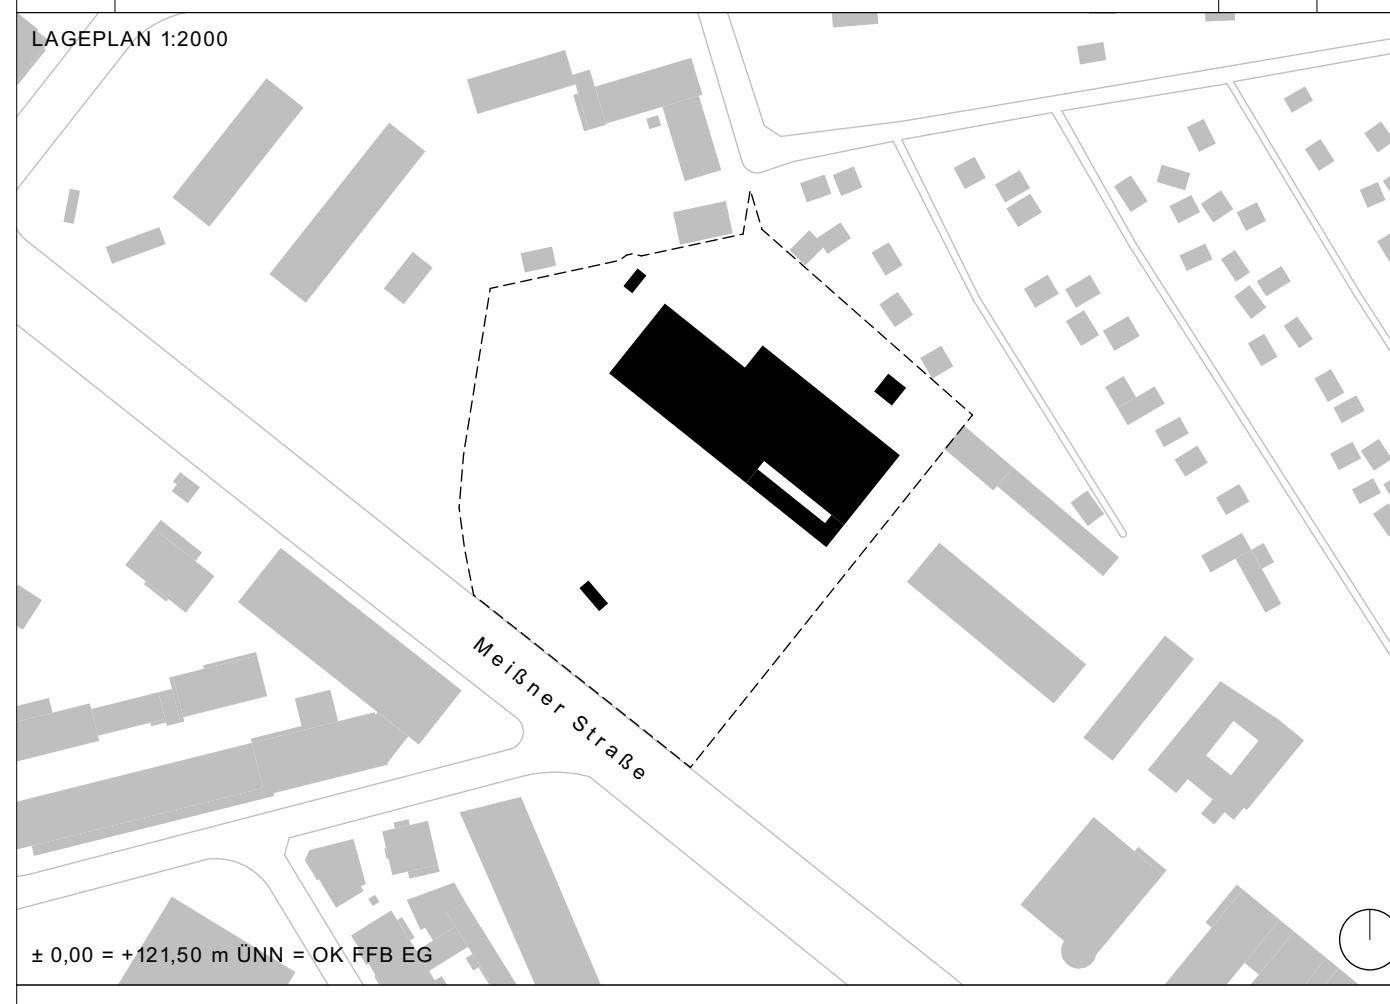 LAGEPLAN 1:2000
Meißner Straße
± 0,00 = +121,50 m ÜNN = OK FFB EG